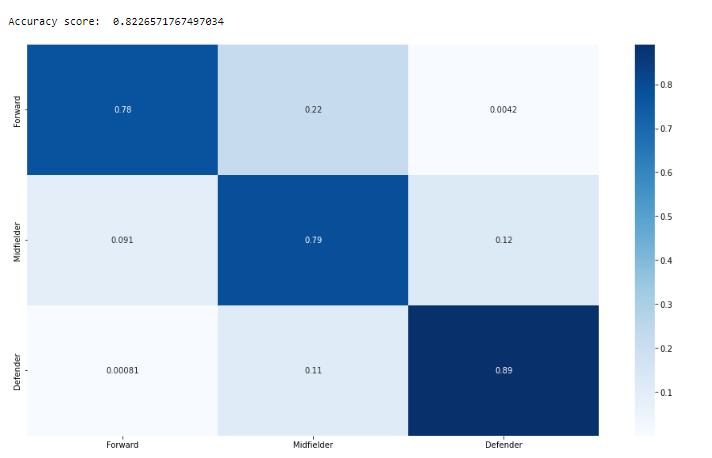 Accuracy score:  0.8226571767497034
Forward
0.78
0.22
0.0042
0.8
0.7
0.6
Midfielder
0.091
0.79
0.12
0.5
0.4
0.3
Defender
0.00081
0.11
0.89
0.2
0.1
Forward
Midfielder
Defender